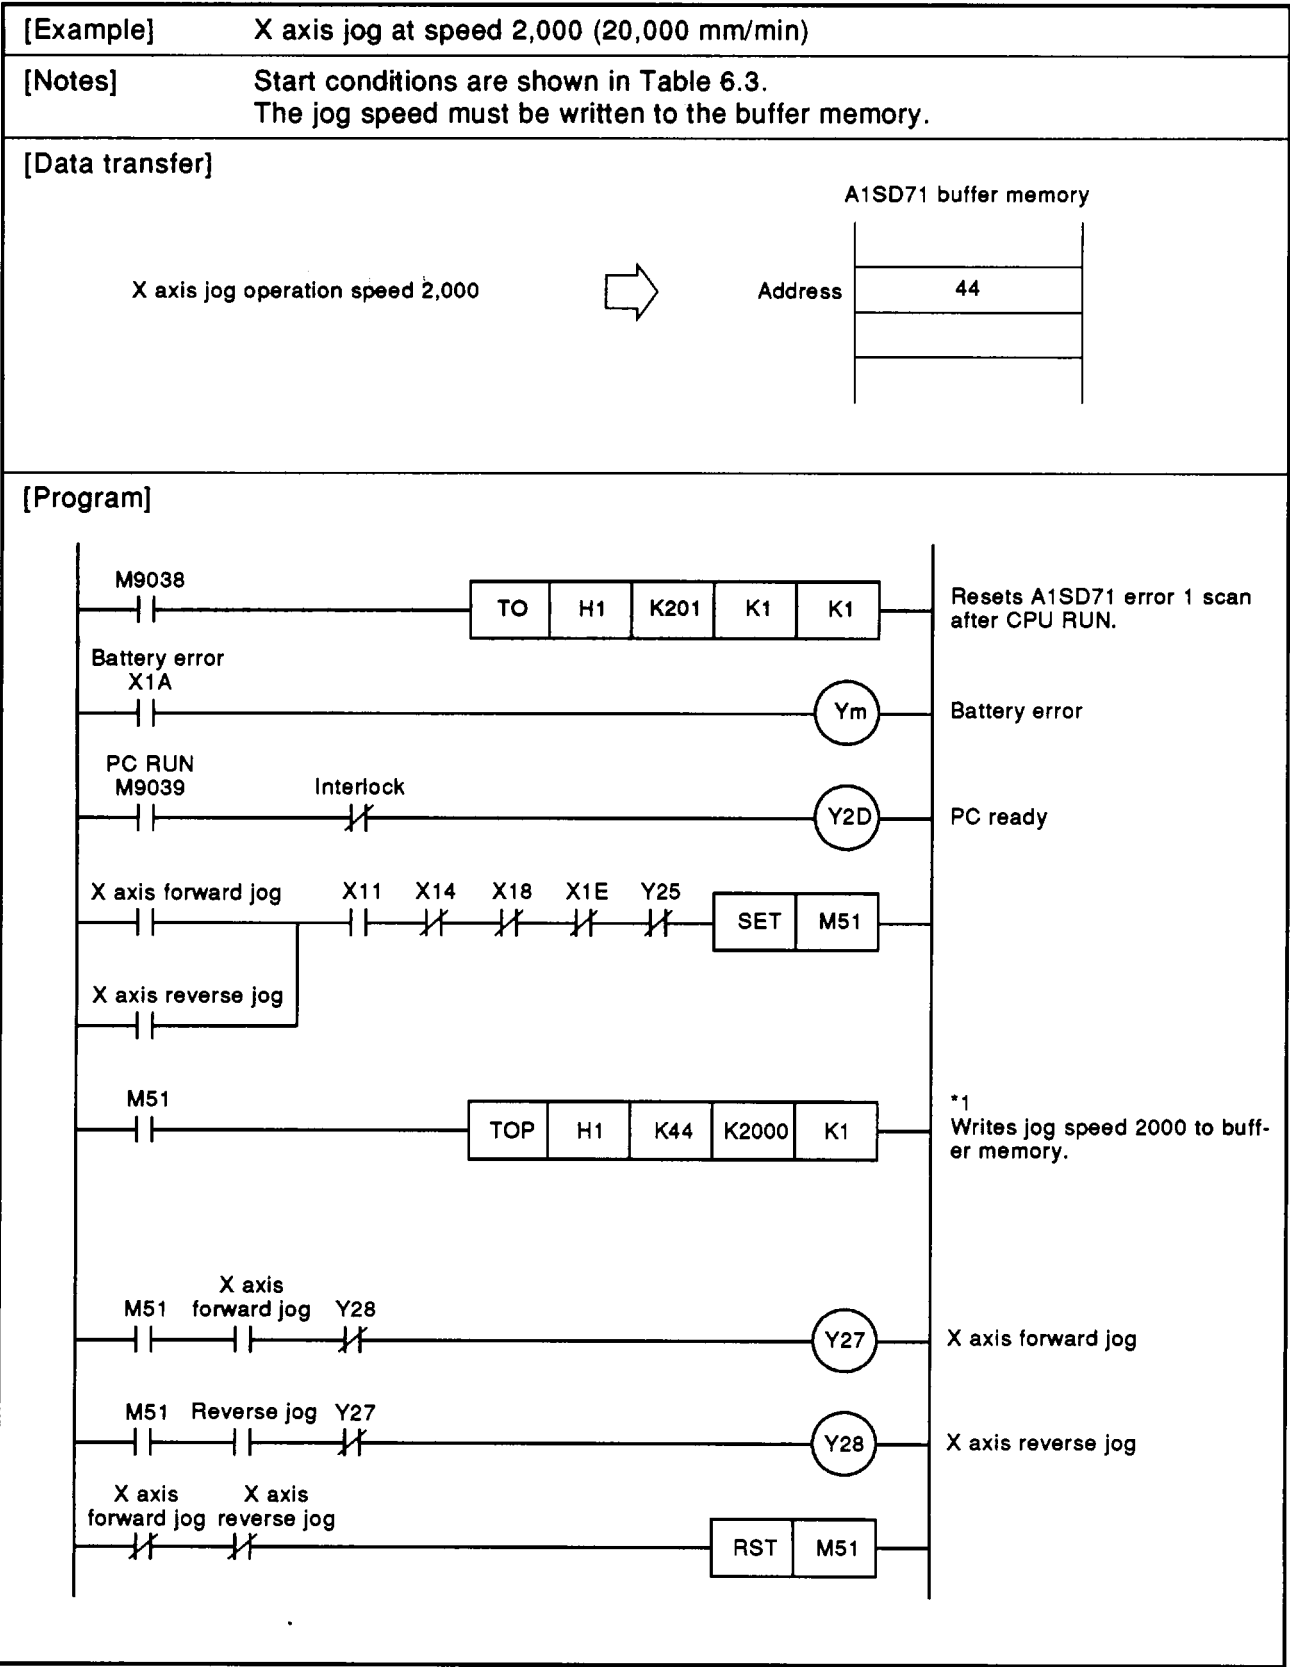 [Example] X axis jog at speed 2,000 (20,000 mm/min)
[Notes] Start conditions are shown in Table 6.3.
The jog speed must be written to the buffer memory.
[Data transfer]
A1SD71 buffer memory
X axis jog operation speed 2,000
Address 44
[Program]
M9038
TO H1 K201 K1 K1
Resets A1SD71 error 1 scan
after CPU RUN.
Battery error
X1A
Ym
Battery error
PC RUN
M9039
Interlock
Y2D
PC ready
X axis forward jog X11 X14 X18 X1E Y25
SET M51
X axis reverse jog
M51
TOP H1 K44 K2000 K1
*1
Writes jog speed 2000 to buff-
er memory.
X axis
M51 forward jog Y28
Y27
X axis forward jog
M51 Reverse jog Y27
Y28
X axis reverse jog
X axis X axis
forward jog reverse jog
RST M51